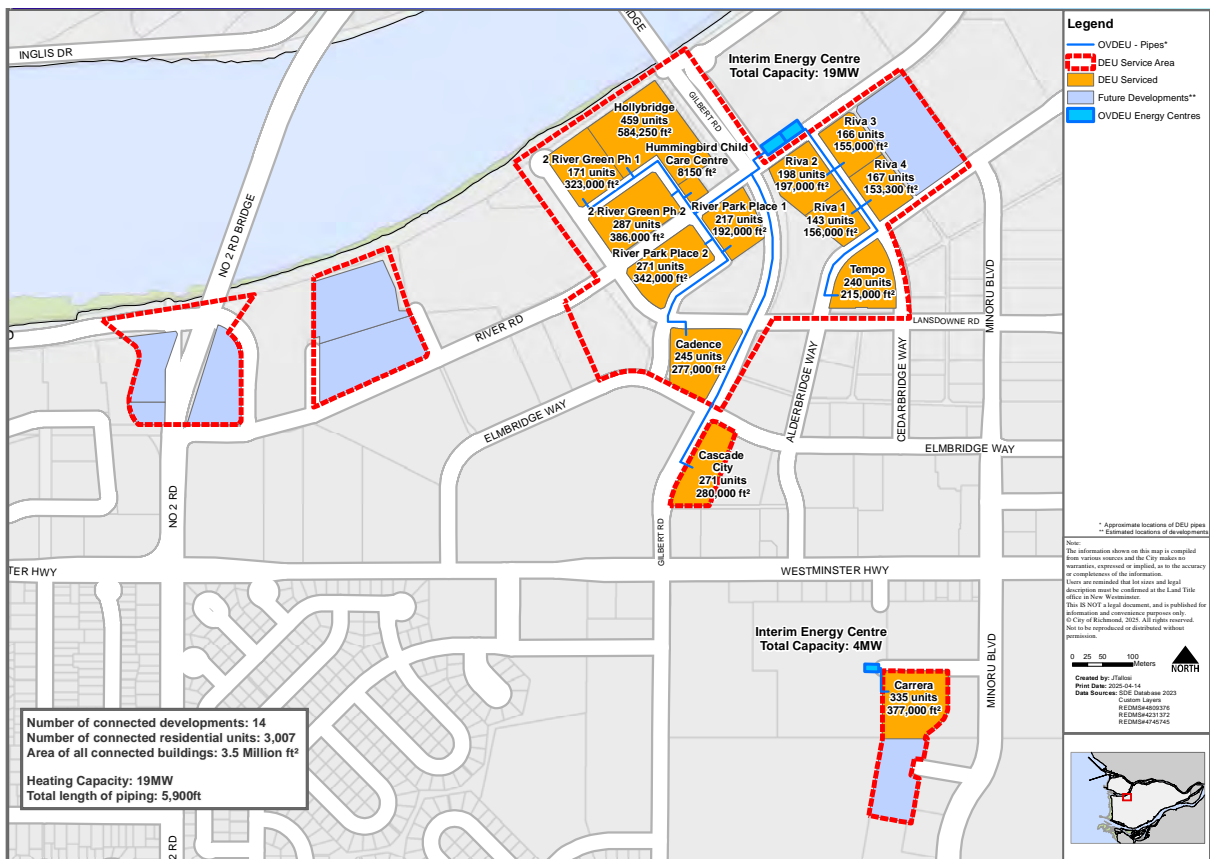 INGLIS DR
NO 2 RD BRIDGE
GILBERT RD
Interim Energy Centre
Total Capacity: 19MW
Hollybridge
459 units
584,250 ft²
2 River Green Ph 1
171 units
323,000 ft²
Hummingbird Child
Care Centre
8150 ft²
2 River Green Ph 2
287 units
386,000 ft²
River Park Place 1
217 units
192,000 ft²
River Park Place 2
271 units
342,000 ft²
Riva 3
166 units
155,000 ft²
Riva 2
198 units
197,000 ft²
Riva 4
167 units
153,300 ft²
Riva 1
143 units
156,000 ft²
Tempo
240 units
215,000 ft²
Cadence
245 units
277,000 ft²
Cascade
City
271 units
280,000 ft²
RIVER RD
LANSDOWNE RD
MINORU BLVD
ALDERBRIDGE WAY
CEDARBRIDGE WAY
ELMBRIDGE WAY
ELMBRIDGE WAY
NO 2 RD
GILBERT RD
TER HWY
WESTMINSTER HWY
Interim Energy Centre
Total Capacity: 4MW
Carrera
335 units
377,000 ft²
MINORU BLVD
2 RD
Number of connected developments: 14
Number of connected residential units: 3,007
Area of all connected buildings: 3.5 Million ft²
Heating Capacity: 19MW
Total length of piping: 5,900ft
Legend
OVDEU - Pipes*
DEU Service Area
DEU Serviced
Future Developments**
OVDEU Energy Centres
* Approximate locations of DEU pipes
** Estimated locations of developments
Note:
The information shown on this map is compiled
from various sources and the City makes no
warranties, expressed or implied, as to the accuracy
or completeness of the information.
Users are reminded that lot sizes and legal
description must be confirmed at the Land Title
office in New Westminster.
This IS NOT a legal document, and is published for
information and convenience purposes only.
© City of Richmond, 2025. All rights reserved.
Not to be reproduced or distributed without
permission.
0 25 50 100
Meters
NORTH
Created by: JTallosi
Print Date: 2025-04-14
Data Sources: SDE Database 2023
Custom Layers
REDMS#4809376
REDMS#4231372
REDMS#4745745